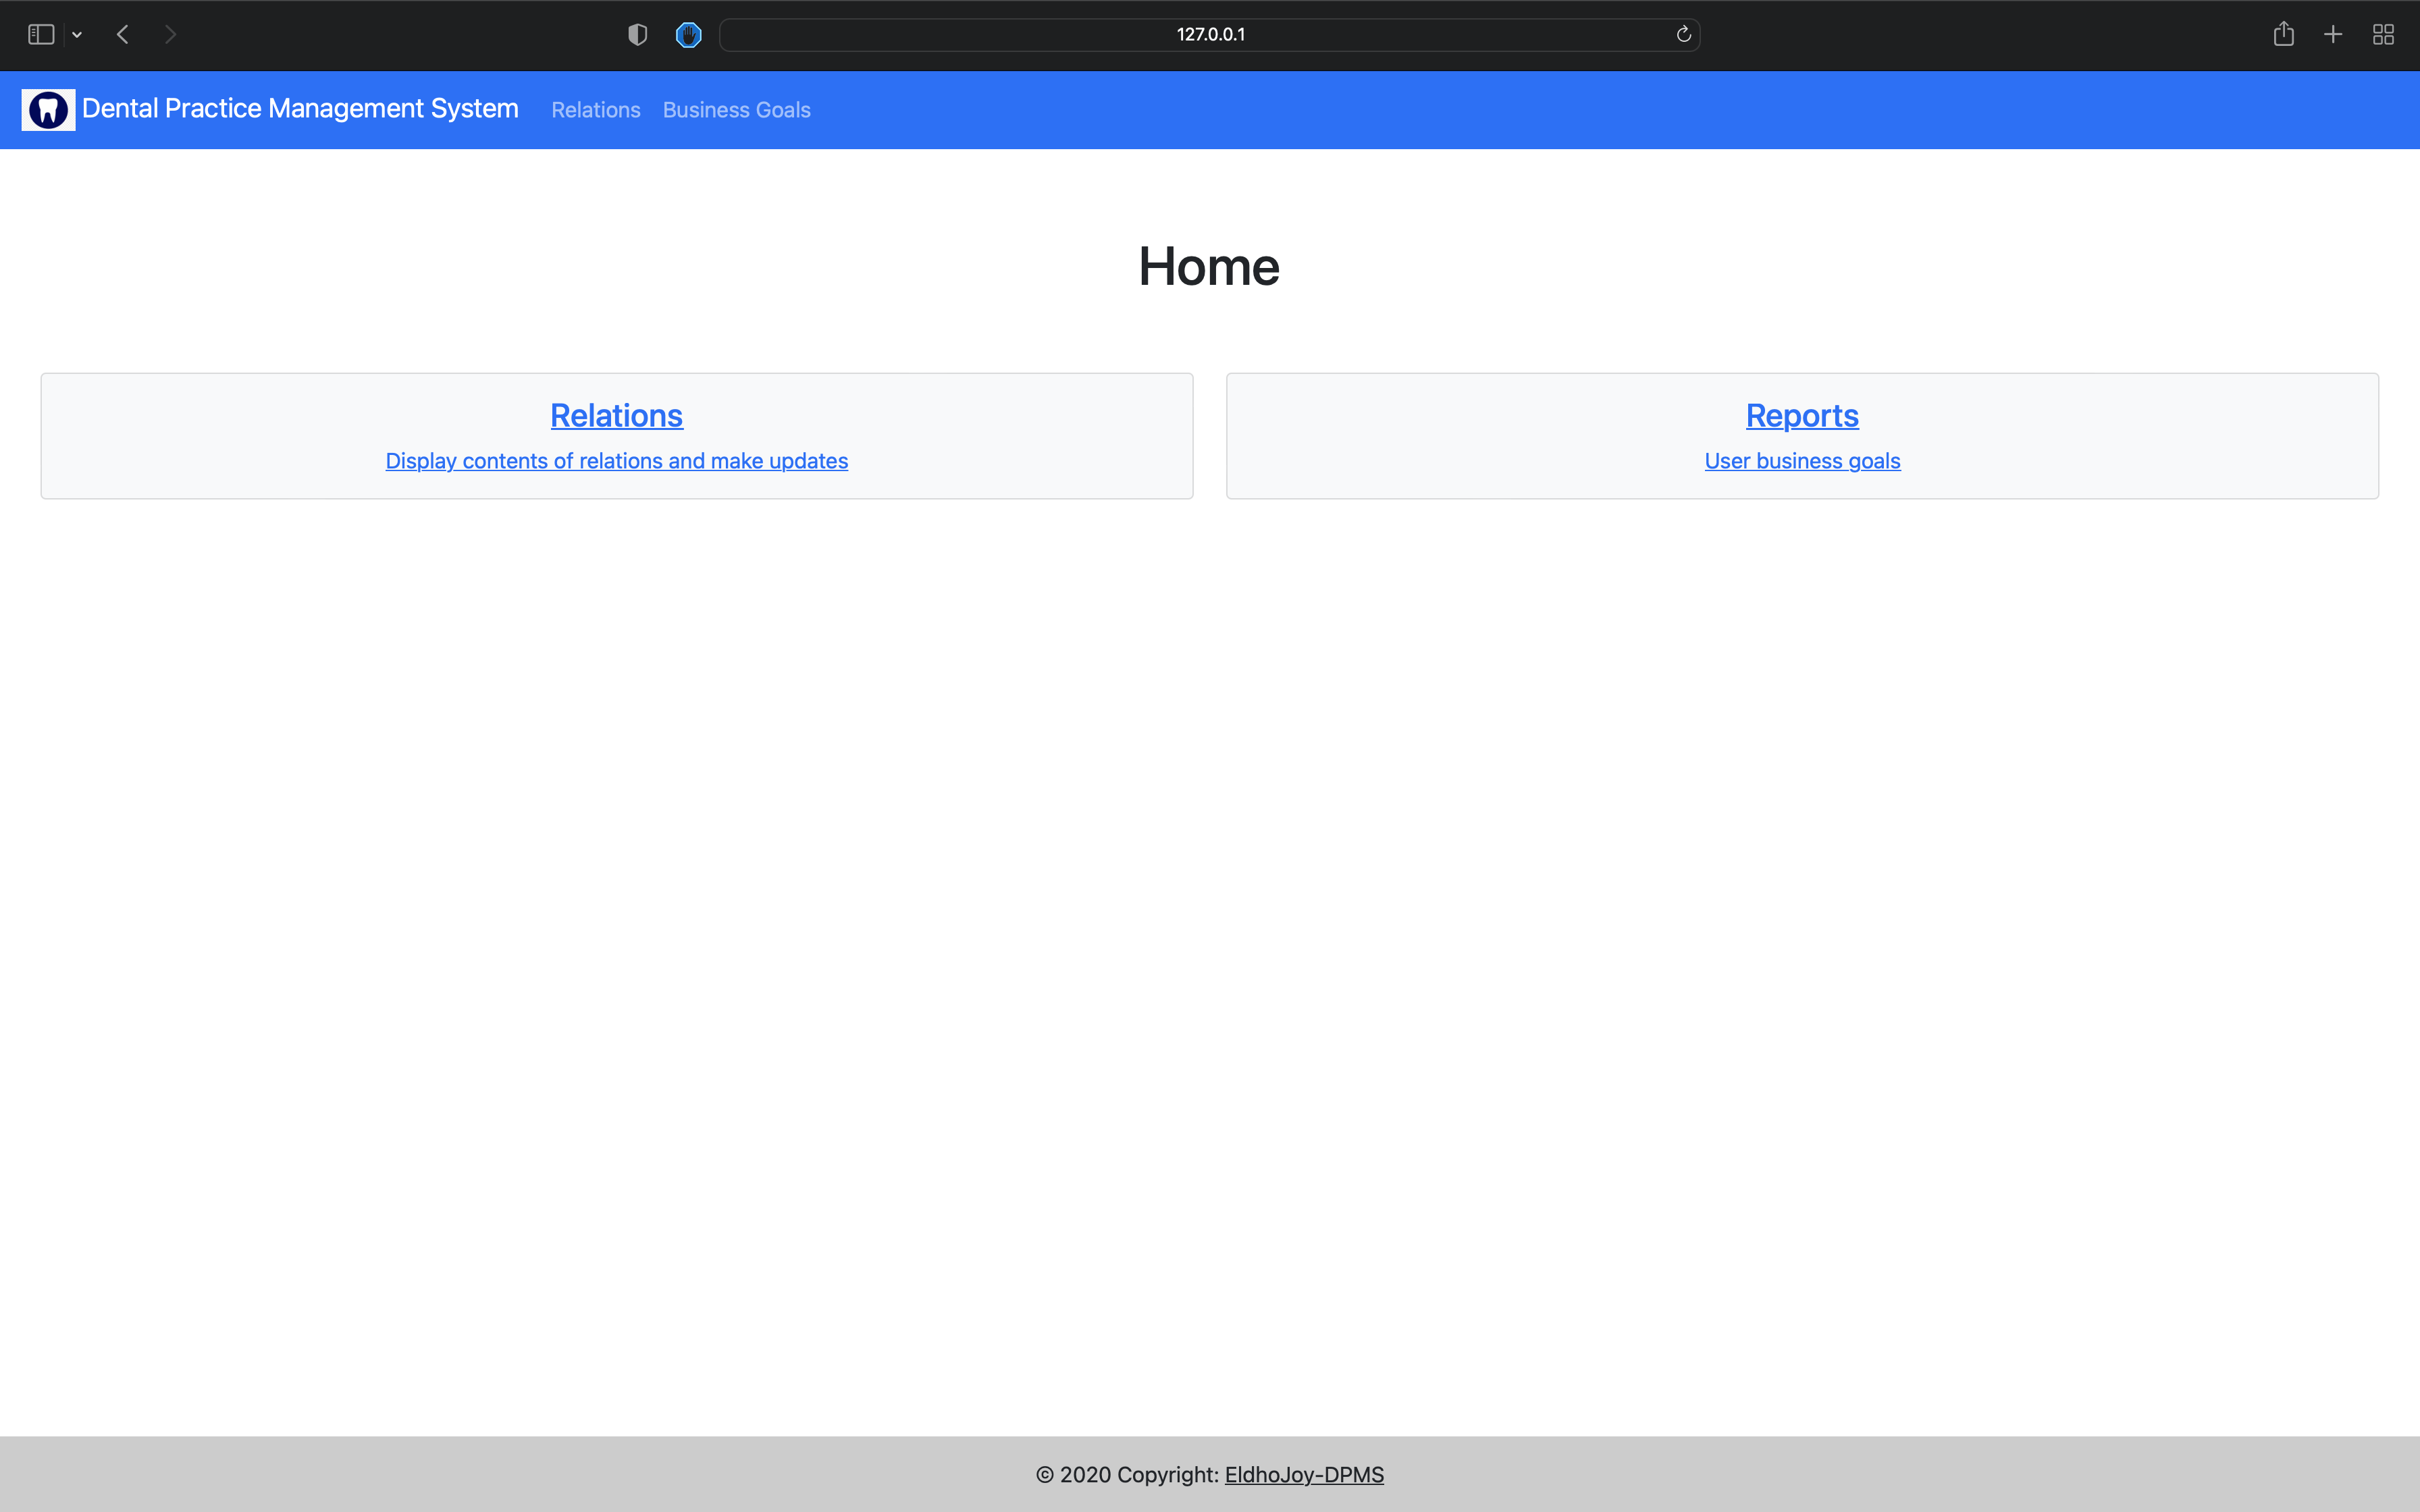 127.0.0.1
Dental Practice Management System Relations Business Goals
Home
Relations
Display contents of relations and make updates
Reports
User business goals
© 2020 Copyright: EldhoJoy-DPMS